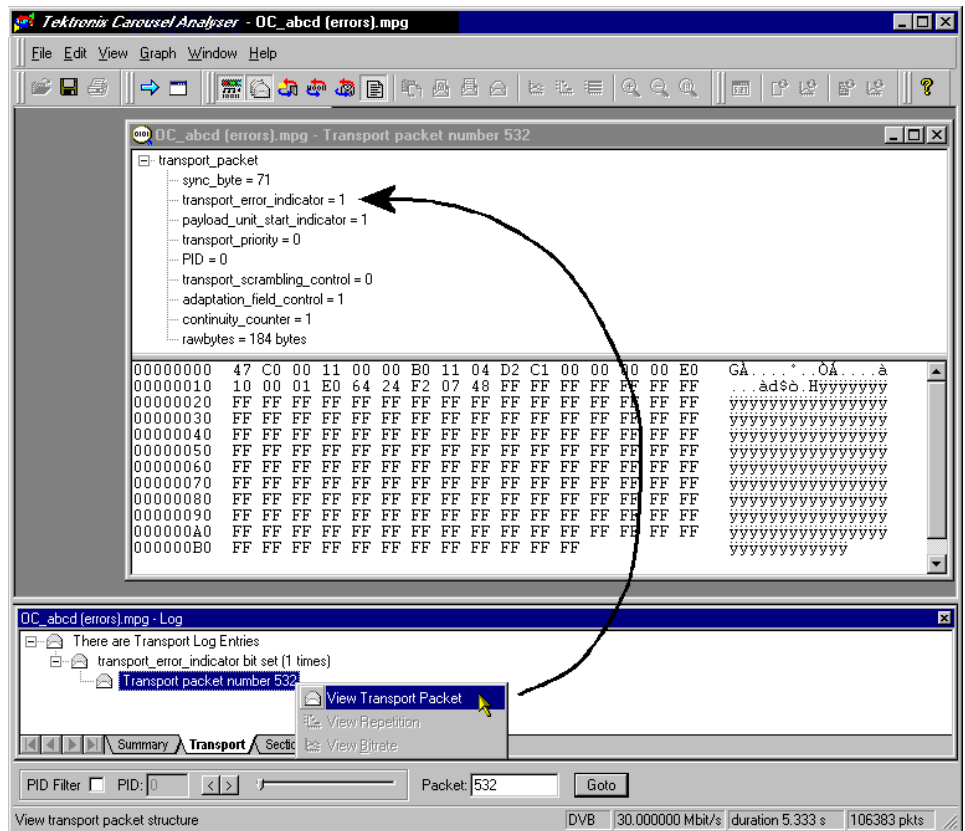 Tektronix Carousel Analyser - OC_abcd (errors).mpg
File Edit View Graph Window Help
OC_abcd (errors).mpg - Transport packet number 532
transport_packet
sync_byte = 71
transport_error_indicator = 1
payload_unit_start_indicator = 1
transport_priority = 0
PID = 0
transport_scrambling_control = 0
adaptation_field_control = 1
continuity_counter = 1
rawbytes = 184 bytes
00000000 47 C0 00 11 00 00 B0 11 04 D2 C1 00 00 00 00 E0 GÀ....°..ÒÁ....à
00000010 10 00 01 E0 64 24 F2 07 48 FF FF FF FF FF FF FF ...àd$ò.Hÿÿÿÿÿÿÿ
00000020 FF FF FF FF FF FF FF FF FF FF FF FF FF FF FF FF ÿÿÿÿÿÿÿÿÿÿÿÿÿÿÿÿ
00000030 FF FF FF FF FF FF FF FF FF FF FF FF FF FF FF FF ÿÿÿÿÿÿÿÿÿÿÿÿÿÿÿÿ
00000040 FF FF FF FF FF FF FF FF FF FF FF FF FF FF FF FF ÿÿÿÿÿÿÿÿÿÿÿÿÿÿÿÿ
00000050 FF FF FF FF FF FF FF FF FF FF FF FF FF FF FF FF ÿÿÿÿÿÿÿÿÿÿÿÿÿÿÿÿ
00000060 FF FF FF FF FF FF FF FF FF FF FF FF FF FF FF FF ÿÿÿÿÿÿÿÿÿÿÿÿÿÿÿÿ
00000070 FF FF FF FF FF FF FF FF FF FF FF FF FF FF FF FF ÿÿÿÿÿÿÿÿÿÿÿÿÿÿÿÿ
00000080 FF FF FF FF FF FF FF FF FF FF FF FF FF FF FF FF ÿÿÿÿÿÿÿÿÿÿÿÿÿÿÿÿ
00000090 FF FF FF FF FF FF FF FF FF FF FF FF FF FF FF FF ÿÿÿÿÿÿÿÿÿÿÿÿÿÿÿÿ
000000A0 FF FF FF FF FF FF FF FF FF FF FF FF FF FF FF FF ÿÿÿÿÿÿÿÿÿÿÿÿÿÿÿÿ
000000B0 FF FF FF FF FF FF FF FF FF FF FF FF ÿÿÿÿÿÿÿÿÿÿÿÿ
OC_abcd (errors).mpg - Log
There are Transport Log Entries
transport_error_indicator bit set (1 times)
Transport packet number 532
View Transport Packet
View Repetition
View Bitrate
Summary Transport Sectio
PID Filter PID: 0 < > Packet: 532 Goto
View transport packet structure DVB 30.000000 Mbit/s duration 5.333 s 106383 pkts